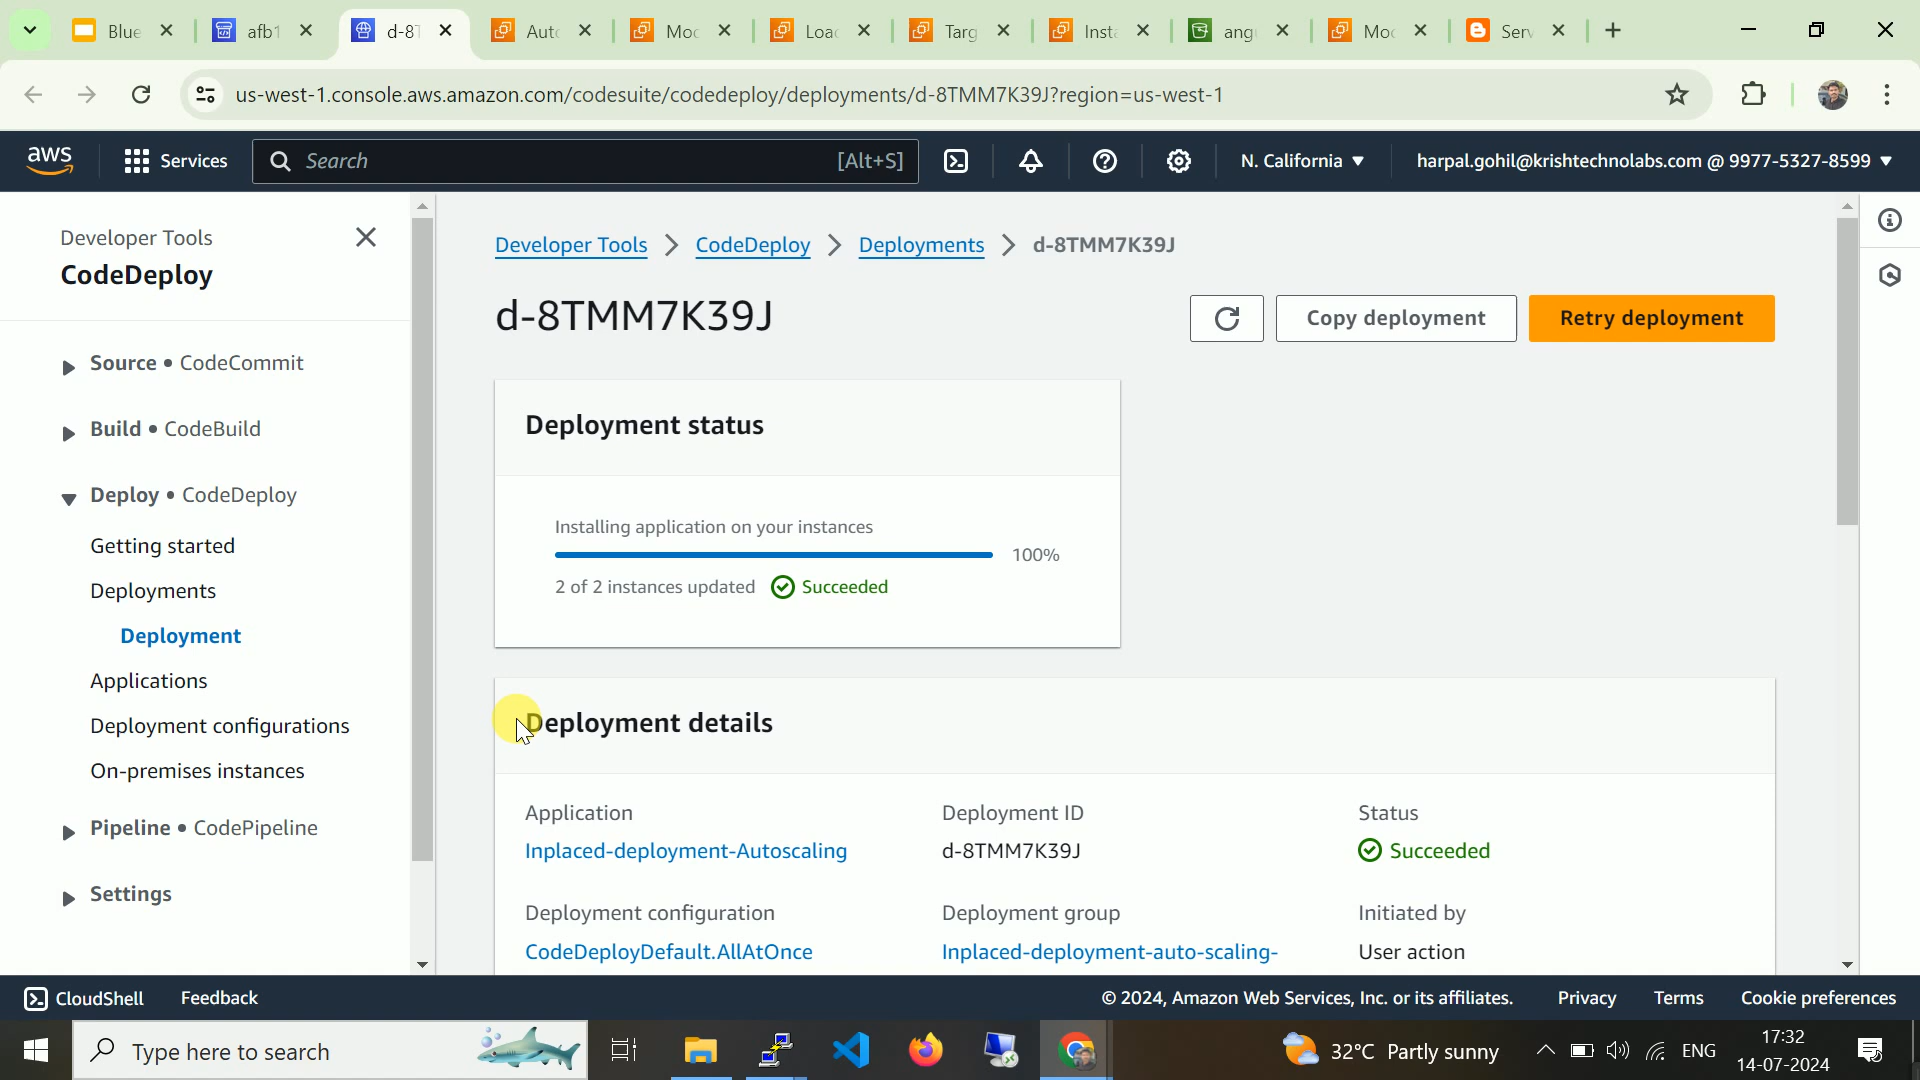 Blue
afb1
d-8T
Auto
Moc
Loac
Targ
Insta
ang
Moc
Serv
us-west-1.console.aws.amazon.com/codesuite/codedeploy/deployments/d-8TMM7K39J?region=us-west-1
aws
Services
Search
[Alt+S]
N. California
harpal.gohil@krishtechnolabs.com @ 9977-5327-8599
Developer Tools
CodeDeploy
Source • CodeCommit
Build • CodeBuild
Deploy • CodeDeploy
Getting started
Deployments
Deployment
Applications
Deployment configurations
On-premises instances
Pipeline • CodePipeline
Settings
Developer Tools
CodeDeploy
Deployments
d-8TMM7K39J
d-8TMM7K39J
Copy deployment
Retry deployment
Deployment status
Installing application on your instances
100%
2 of 2 instances updated
Succeeded
Deployment details
Application
Deployment ID
Status
Inplaced-deployment-Autoscaling
d-8TMM7K39J
Succeeded
Deployment configuration
Deployment group
Initiated by
CodeDeployDefault.AllAtOnce
Inplaced-deployment-auto-scaling-
User action
CloudShell
Feedback
© 2024, Amazon Web Services, Inc. or its affiliates.
Privacy
Terms
Cookie preferences
Type here to search
32°C Partly sunny
ENG
17:32
14-07-2024